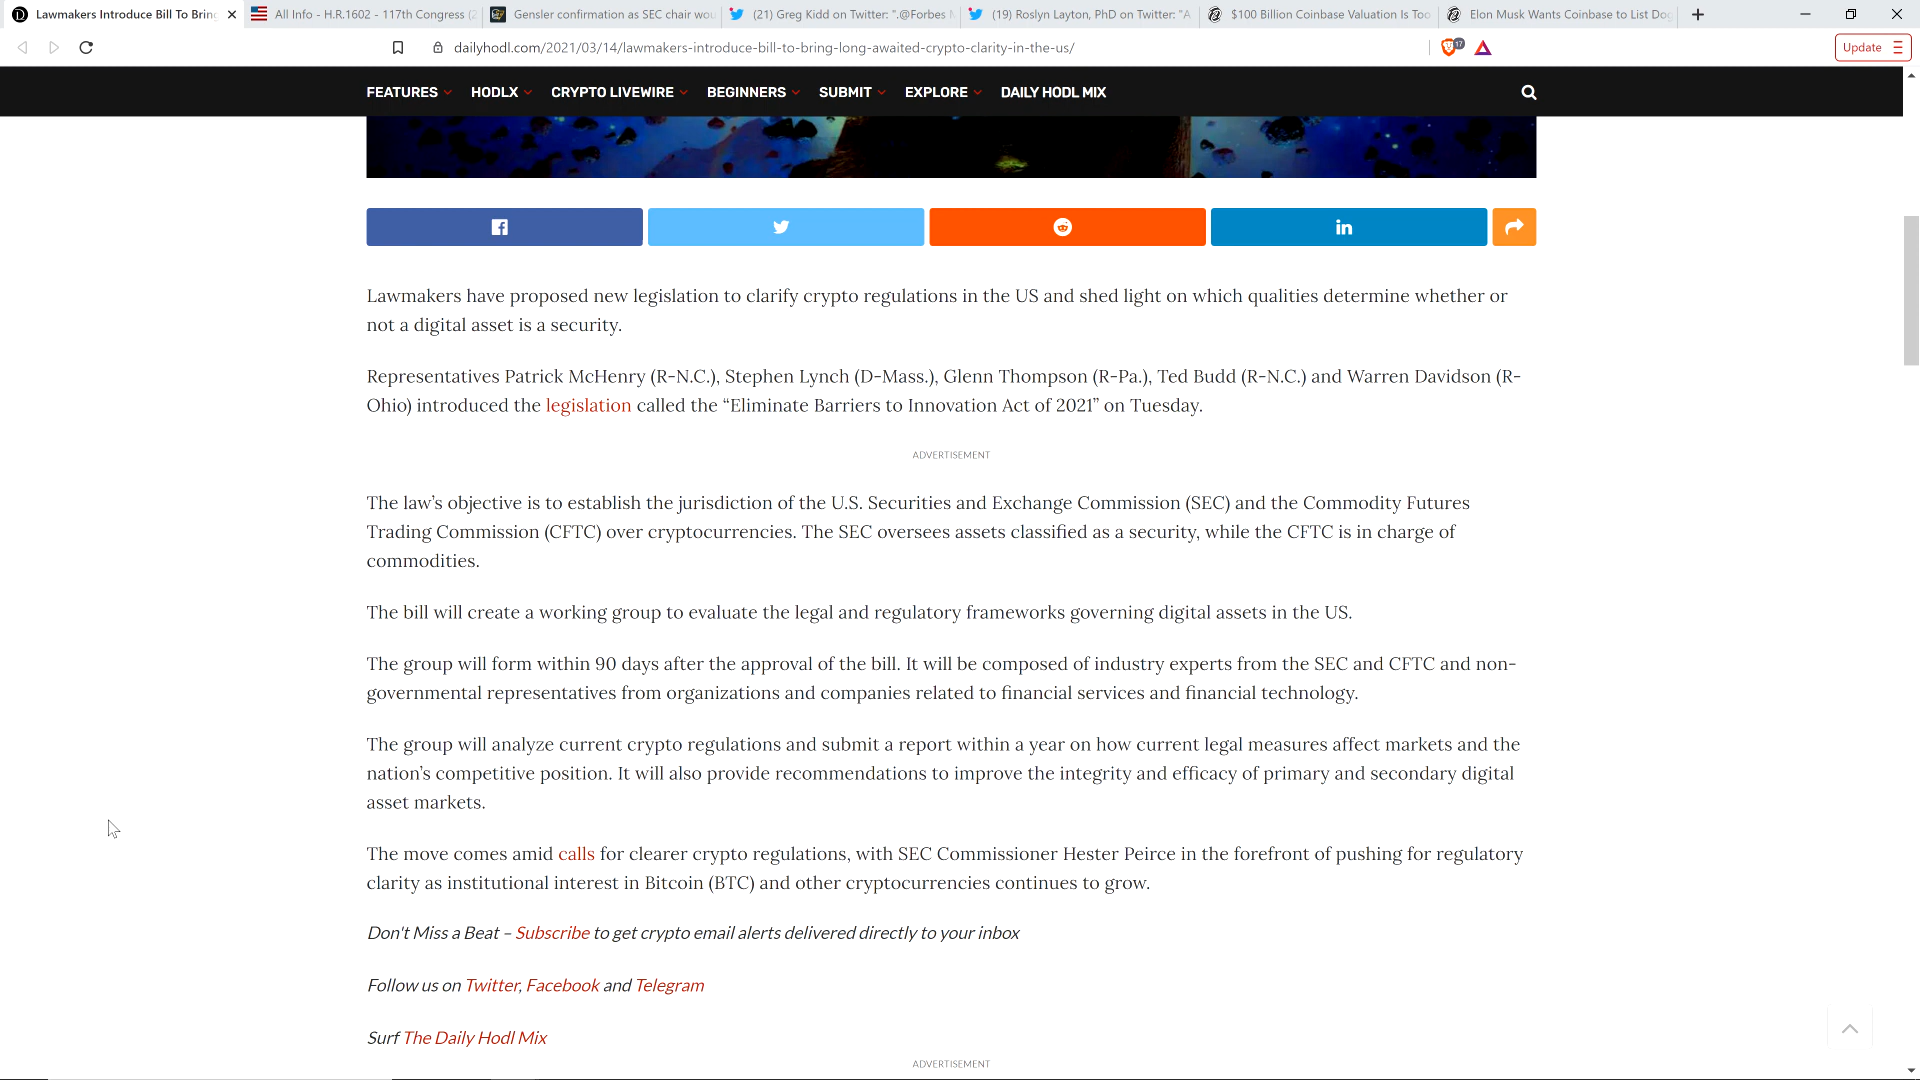 Lawmakers Introduce Bill To Brin
All Info - H.R.1602 - 117th Congress (2
Gensler confirmation as SEC chair wou
(21) Greg Kidd on Twitter: ".@Forbes
(19) Roslyn Layton, PhD on Twitter: "A
$100 Billion Coinbase Valuation Is Too
Elon Musk Wants Coinbase to List Dog
dailyhodl.com/2021/03/14/lawmakers-introduce-bill-to-bring-long-awaited-crypto-clarity-in-the-us/
17
Update
FEATURES HODLX CRYPTO LIVEWIRE BEGINNERS SUBMIT EXPLORE DAILY HODL MIX
Lawmakers have proposed new legislation to clarify crypto regulations in the US and shed light on which qualities determine whether or
not a digital asset is a security.
Representatives Patrick McHenry (R-N.C.), Stephen Lynch (D-Mass.), Glenn Thompson (R-Pa.), Ted Budd (R-N.C.) and Warren Davidson (R-
Ohio) introduced the legislation called the “Eliminate Barriers to Innovation Act of 2021” on Tuesday.
ADVERTISEMENT
The law’s objective is to establish the jurisdiction of the U.S. Securities and Exchange Commission (SEC) and the Commodity Futures
Trading Commission (CFTC) over cryptocurrencies. The SEC oversees assets classified as a security, while the CFTC is in charge of
commodities.
The bill will create a working group to evaluate the legal and regulatory frameworks governing digital assets in the US.
The group will form within 90 days after the approval of the bill. It will be composed of industry experts from the SEC and CFTC and non-
governmental representatives from organizations and companies related to financial services and financial technology.
The group will analyze current crypto regulations and submit a report within a year on how current legal measures affect markets and the
nation’s competitive position. It will also provide recommendations to improve the integrity and efficacy of primary and secondary digital
asset markets.
The move comes amid calls for clearer crypto regulations, with SEC Commissioner Hester Peirce in the forefront of pushing for regulatory
clarity as institutional interest in Bitcoin (BTC) and other cryptocurrencies continues to grow.
Don't Miss a Beat – Subscribe to get crypto email alerts delivered directly to your inbox
Follow us on Twitter, Facebook and Telegram
Surf The Daily Hodl Mix
ADVERTISEMENT